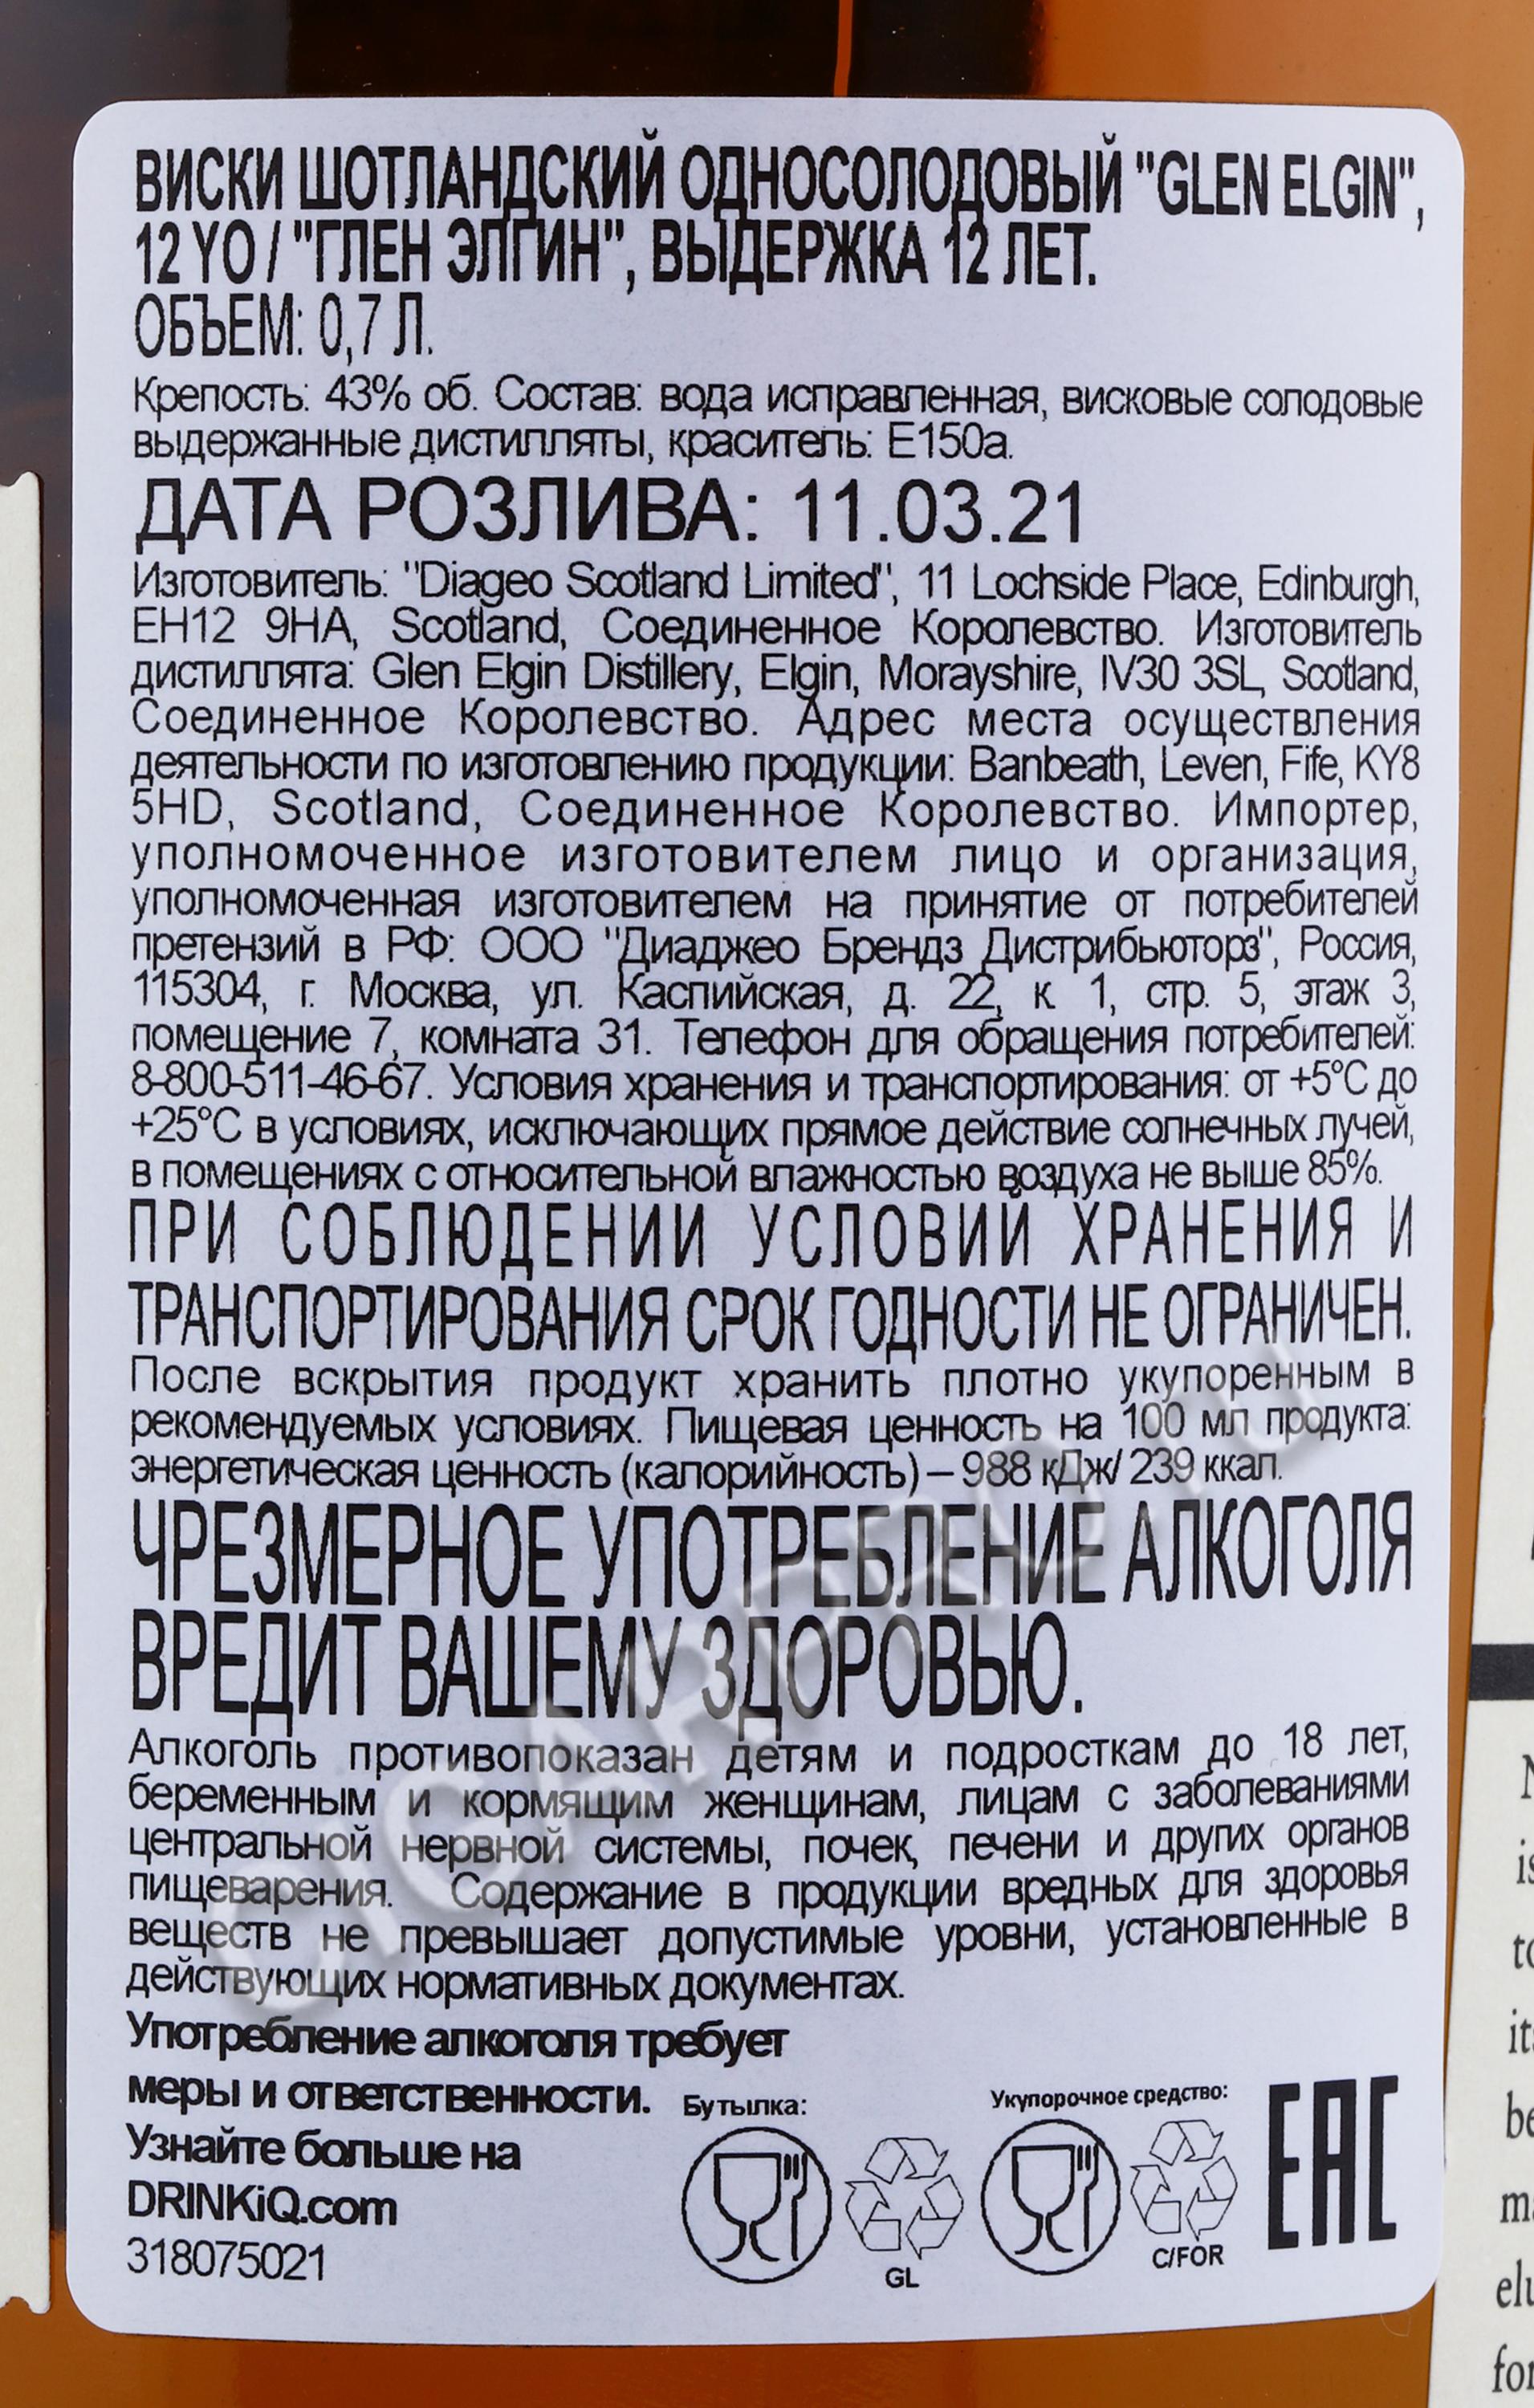 ВИСКИ ШОТЛАНДСКИЙ ОДНОСОЛОДОВЫЙ "GLEN ELGIN",
12 YO / "ГЛЕН ЭЛГИН", ВЫДЕРЖКА 12 ЛЕТ.
ОБЪЕМ: 0,7 Л.
Крепость: 43% об. Состав: вода исправленная, висковые солодовые
выдержанные дистилляты, краситель: Е150а.
ДАТА РОЗЛИВА: 11.03.21
Изготовитель: "Diageo Scotland Limited", 11 Lochside Place, Edinburgh,
EH12 9HA, Scotland, Соединенное Королевство. Изготовитель
дистиллята: Glen Elgin Distillery, Elgin, Morayshire, IV30 3SL, Scotland,
Соединенное Королевство. Адрес места осуществления
деятельности по изготовлению продукции: Banbeath, Leven, Fife, KY8
5HD, Scotland, Соединенное Королевство. Импортер,
уполномоченное изготовителем лицо и организация,
уполномоченная изготовителем на принятие от потребителей
претензий в РФ: ООО "Диаджео Брендз Дистрибьюторз", Россия,
115304, г. Москва, ул. Каспийская, д. 22, к. 1, стр. 5, этаж 3,
помещение 7, комната 31. Телефон для обращения потребителей:
8-800-511-46-67. Условия хранения и транспортирования: от +5°С до
+25°С в условиях, исключающих прямое действие солнечных лучей,
в помещениях с относительной влажностью воздуха не выше 85%.
ПРИ СОБЛЮДЕНИИ УСЛОВИЙ ХРАНЕНИЯ И
ТРАНСПОРТИРОВАНИЯ СРОК ГОДНОСТИ НЕ ОГРАНИЧЕН.
После вскрытия продукт хранить плотно укупоренным в
рекомендуемых условиях. Пищевая ценность на 100 мл продукта:
энергетическая ценность (калорийность) – 988 кДж/ 239 ккал.
ЧРЕЗМЕРНОЕ УПОТРЕБЛЕНИЕ АЛКОГОЛЯ
ВРЕДИТ ВАШЕМУ ЗДОРОВЬЮ.
Алкоголь противопоказан детям и подросткам до 18 лет,
беременным и кормящим женщинам, лицам с заболеваниями
центральной нервной системы, почек, печени и других органов
пищеварения. Содержание в продукции вредных для здоровья
веществ не превышает допустимые уровни, установленные в
действующих нормативных документах.
Употребление алкоголя требует
меры и ответственности.
Узнайте больше на
DRINKiQ.com
318075021
Бутылка:
GL
Укупорочное средство:
C/FOR
EAC
CIGARPRO.RU